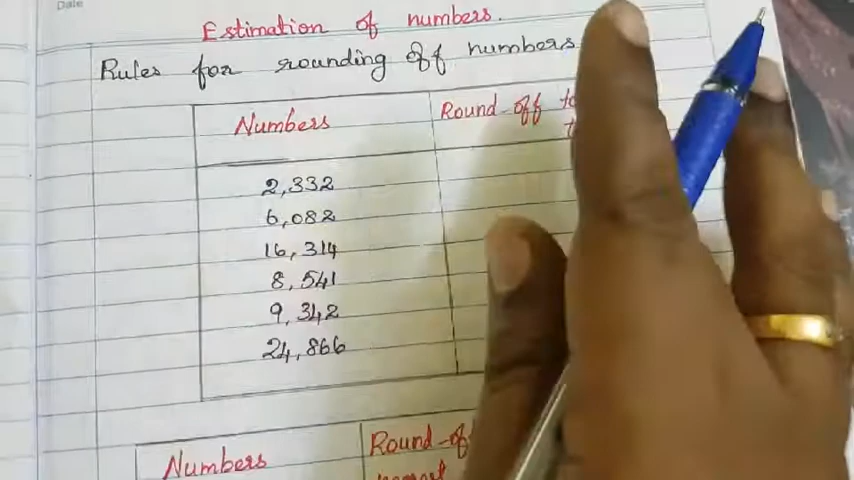 Date
Estimation of numbers.
Rules for rounding of numbers
Numbers Round-off
2,332
6,082
16,314
8,541
9,342
24,866
Numbers Round-of
nearest